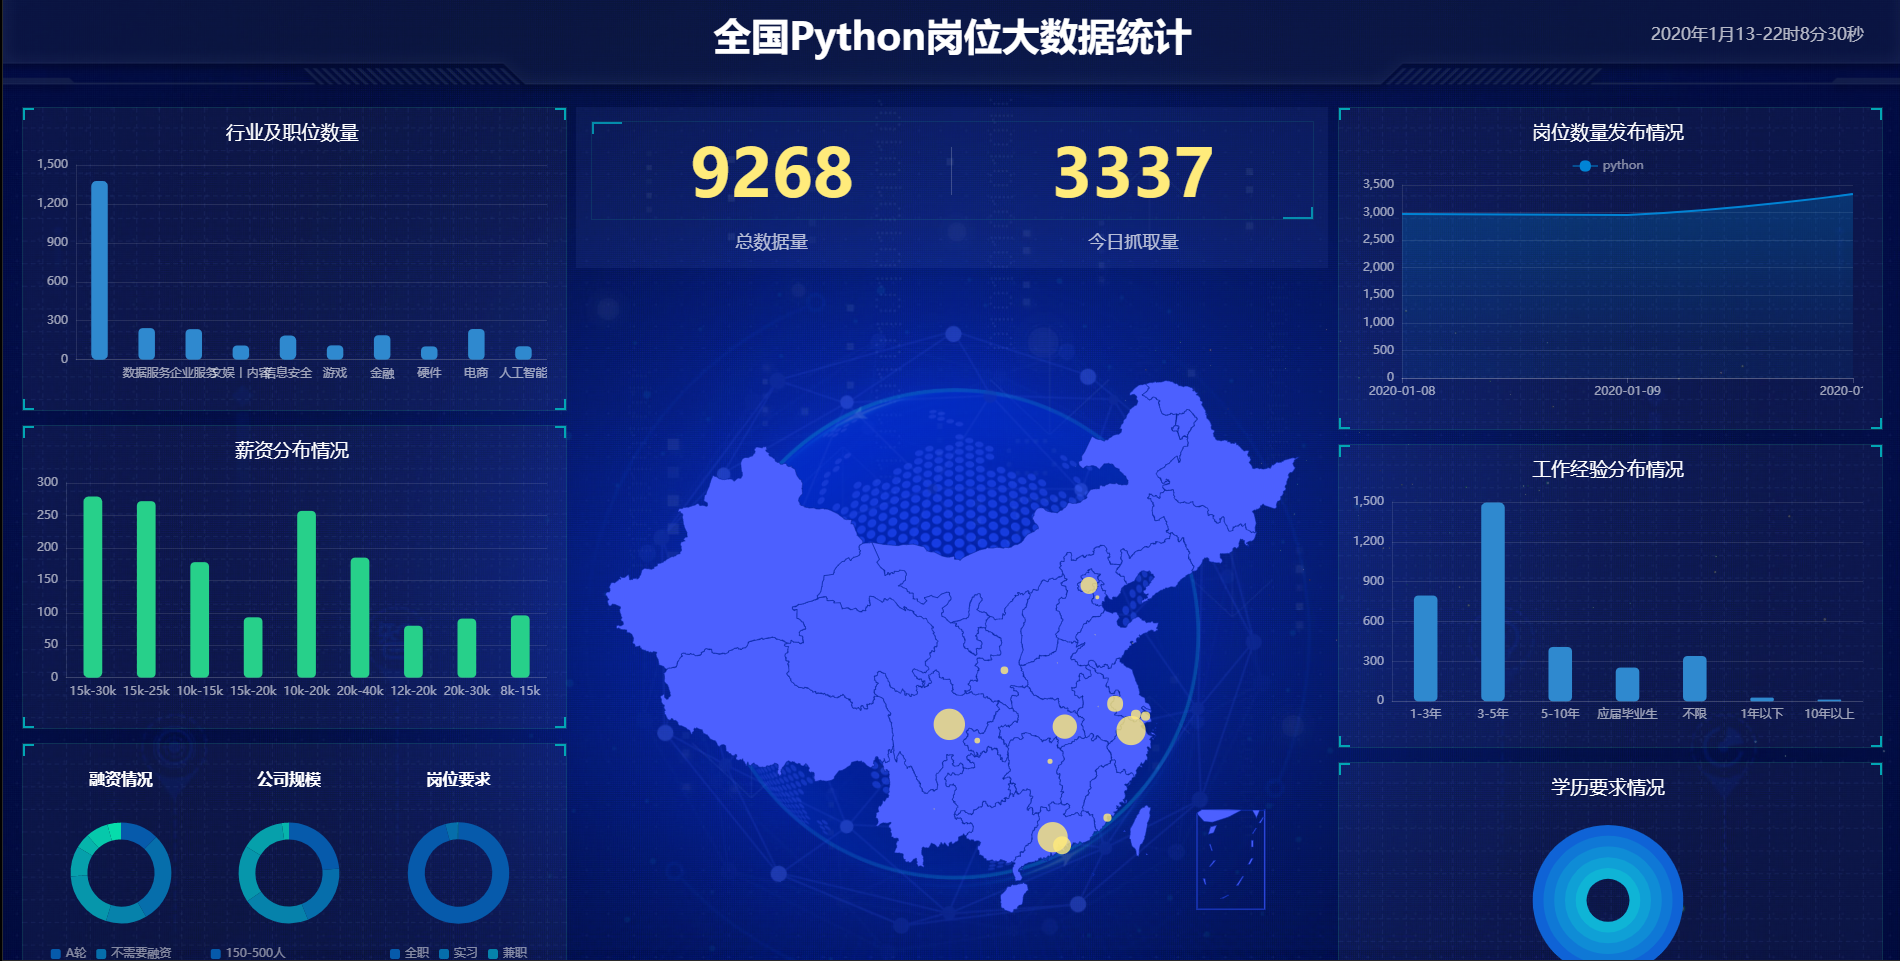 全国Python岗位大数据统计
2020年1月13-22时8分30秒
行业及职位数量
1,500
1,200
900
600
300
0
数据服务 企业服务 文娱丨内容 信息安全 游戏 金融 硬件 电商 人工智能
薪资分布情况
300
250
200
150
100
50
0
15k-30k 15k-25k 10k-15k 15k-20k 10k-20k 20k-40k 12k-20k 20k-30k 8k-15k
融资情况 公司规模 岗位要求
A轮 不需要融资 150-500人 全职 实习 兼职
9268 3337
总数据量 今日抓取量
岗位数量发布情况
python
3,500
3,000
2,500
2,000
1,500
1,000
500
0
2020-01-08 2020-01-09 2020-0
工作经验分布情况
1,500
1,200
900
600
300
0
1-3年 3-5年 5-10年 应届毕业生 不限 1年以下 10年以上
学历要求情况